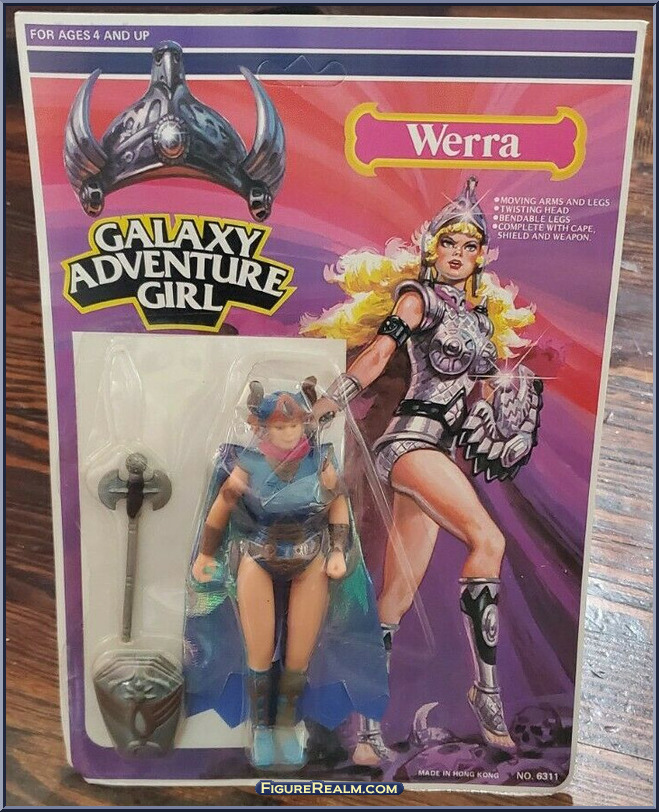 FOR AGES 4 AND UP
Werra
•MOVING ARMS AND LEGS
•TWISTING HEAD
•BENDABLE LEGS
•COMPLETE WITH CAPE,
SHIELD AND WEAPON.
GALAXY
ADVENTURE
GIRL
MADE IN HONG KONG NO. 6311
FIGUREREALM.COM